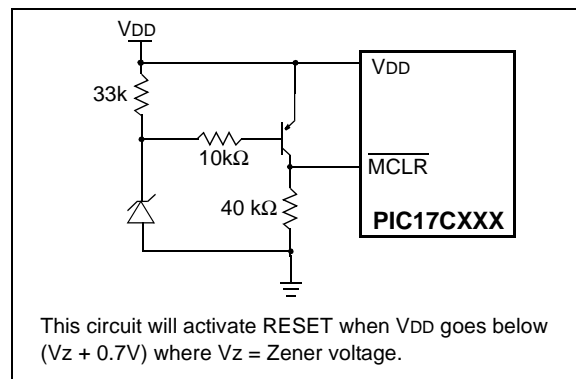 VDD
VDD
33k
10kΩ
MCLR
40 kΩ
PIC17CXXX
This circuit will activate RESET when VDD goes below
(Vz + 0.7V) where Vz = Zener voltage.